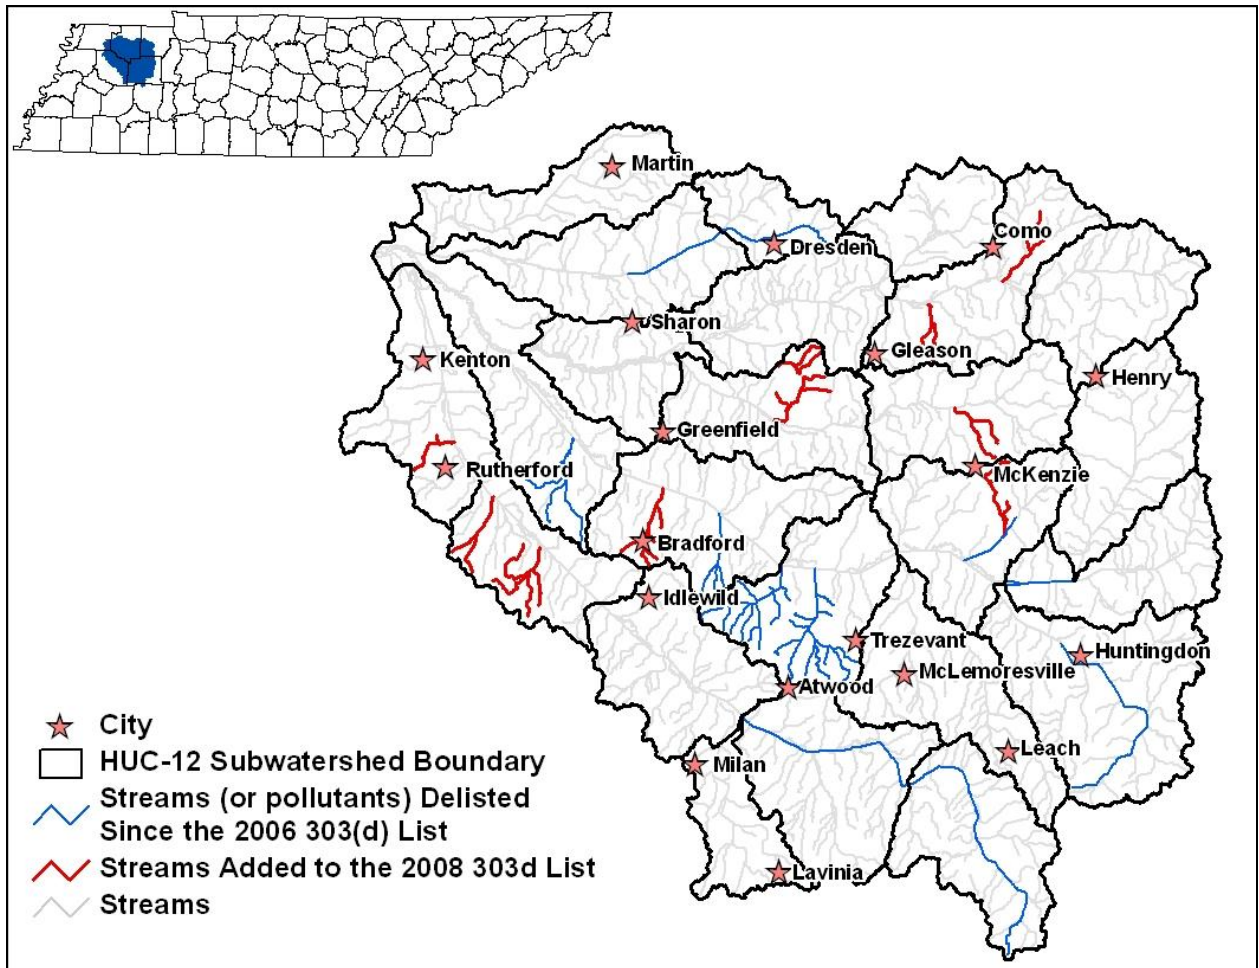 Martin
Como
Dresden
Sharon
Gleason
Kenton
Henry
Greenfield
Rutherford
McKenzie
Bradford
Idlewild
Trezevant
Huntingdon
McLemoresville
Atwood
Leach
Milan
Lavinia
City
HUC-12 Subwatershed Boundary
Streams (or pollutants) Delisted
Since the 2006 303(d) List
Streams Added to the 2008 303d List
Streams